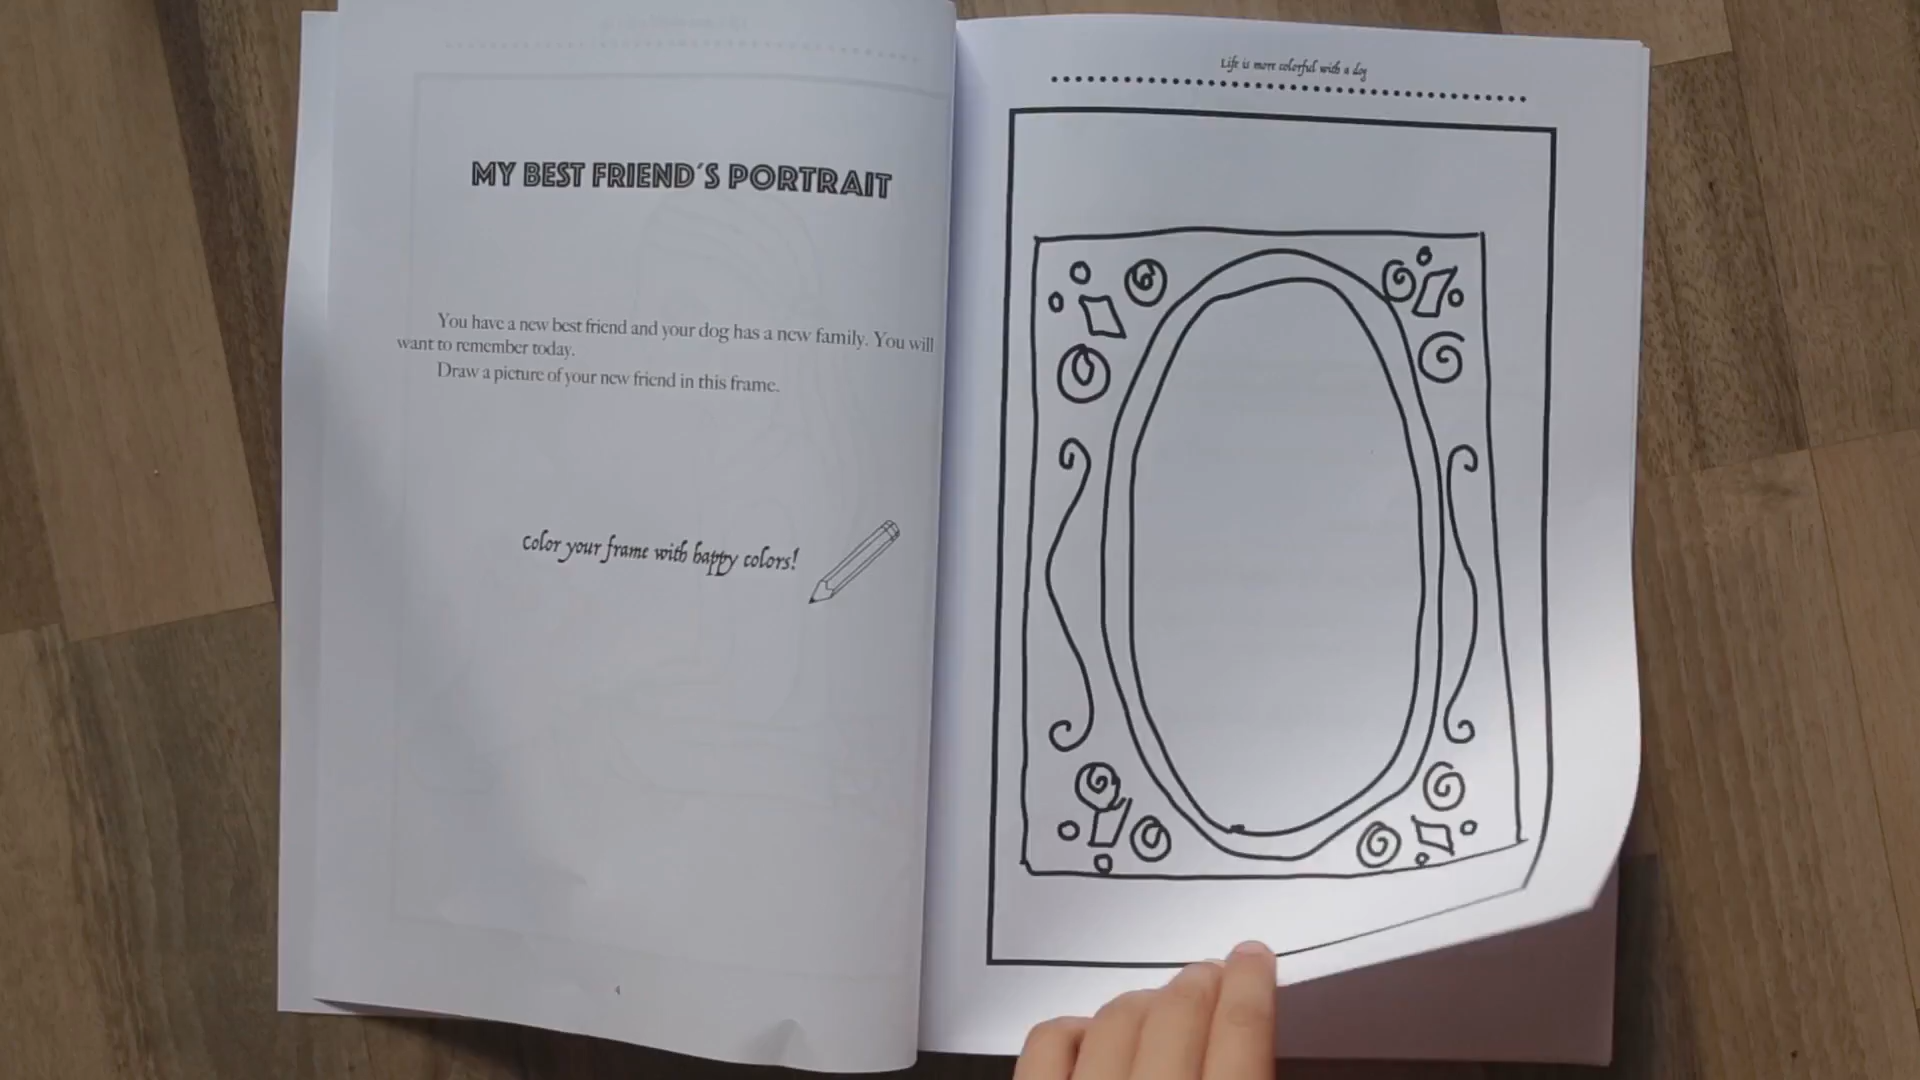 MY BEST FRIEND´S PORTRAIT
You have a new best friend and your dog has a new family. You will
want to remember today.
Draw a picture of your new friend in this frame.
color your frame with happy colors!
4
Life is more colorful with a dog